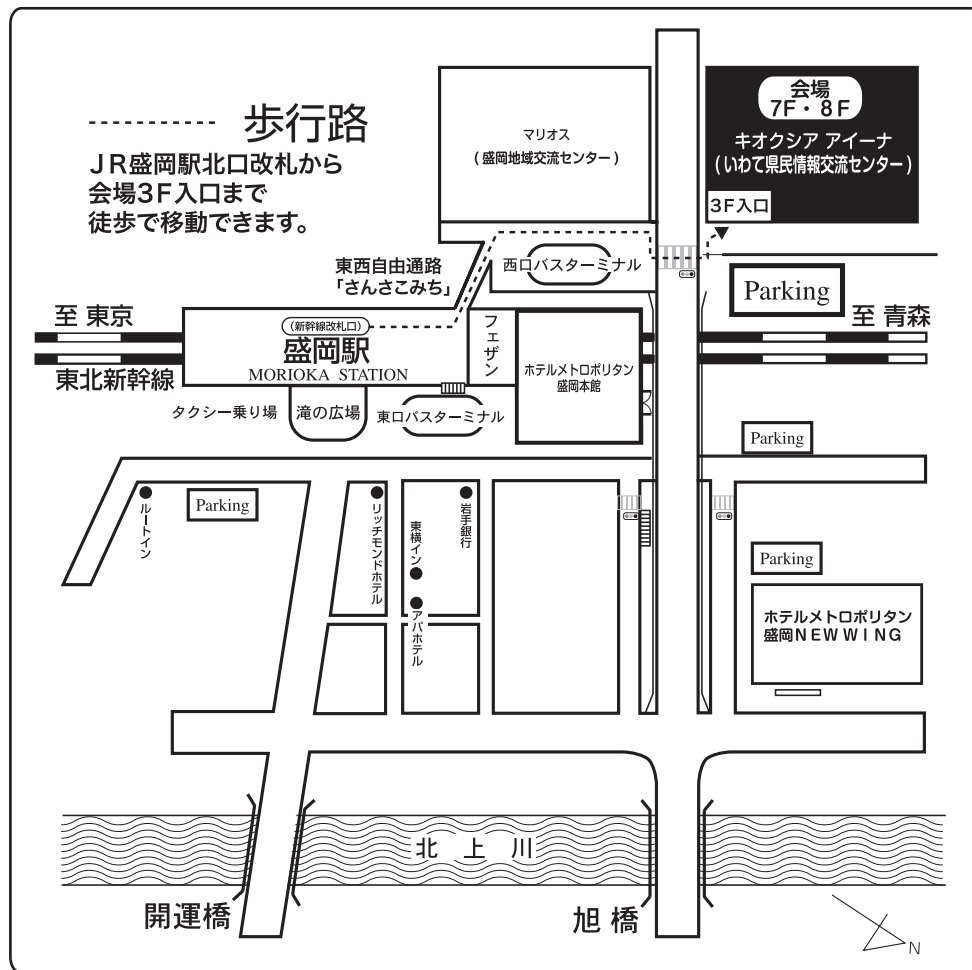 歩行路
JR盛岡駅北口改札から
会場3F入口まで
徒歩で移動できます。
マリオス
(盛岡地域交流センター)
会場
7F・8F
キオクシア アイーナ
(いわて県民情報交流センター)
3F入口
東西自由通路
「さんさこみち」
西口バスターミナル
Parking
至 東京
至 青森
東北新幹線
(新幹線改札口)
盛岡駅
MORIOKA STATION
フェザン
ホテルメトロポリタン
盛岡本館
タクシー乗り場
滝の広場
東口バスターミナル
Parking
Parking
ルートイン
リッチモンドホテル
東横イン
アパホテル
岩手銀行
Parking
ホテルメトロポリタン
盛岡NEW WING
北上川
開運橋
旭橋
N